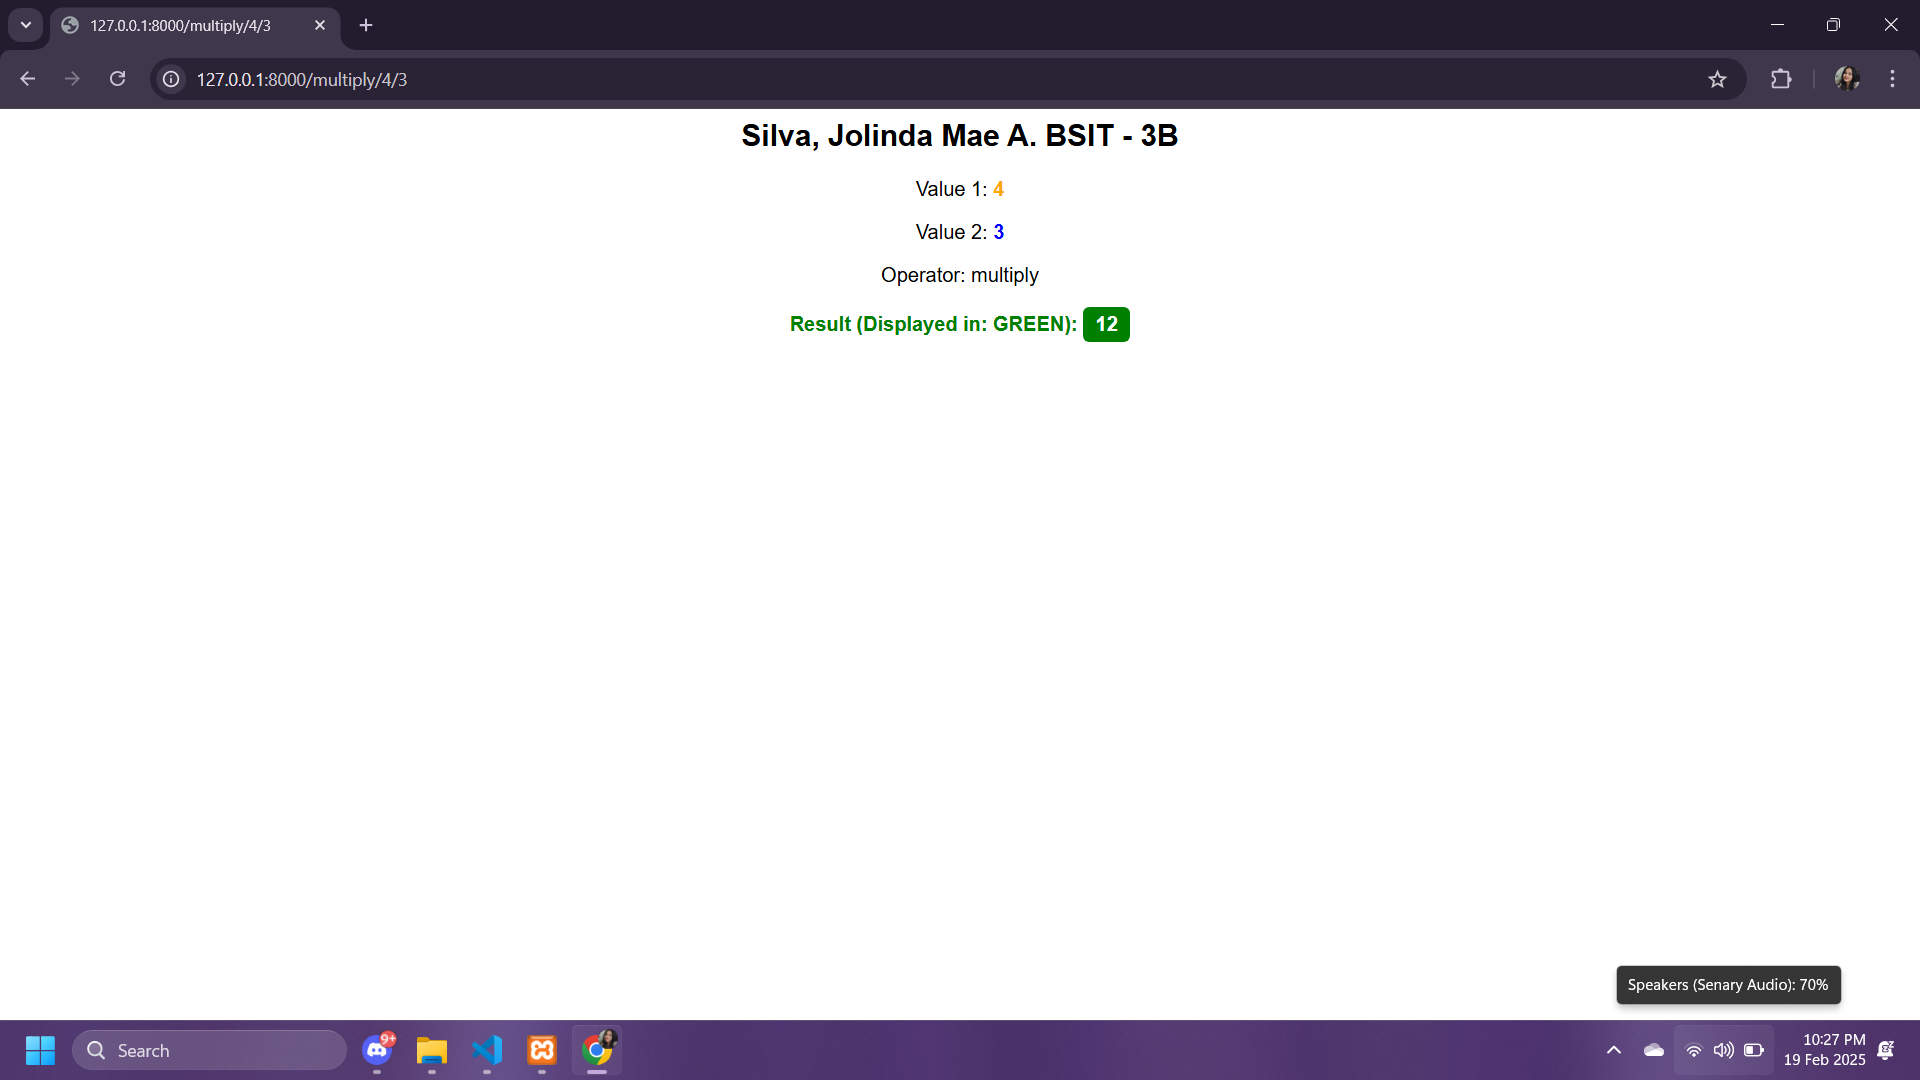 127.0.0.1:8000/multiply/4/3
127.0.0.1:8000/multiply/4/3
Silva, Jolinda Mae A. BSIT - 3B
Value 1: 4
Value 2: 3
Operator: multiply
Result (Displayed in: GREEN): 12
Speakers (Senary Audio): 70%
Search
9+
10:27 PM
19 Feb 2025